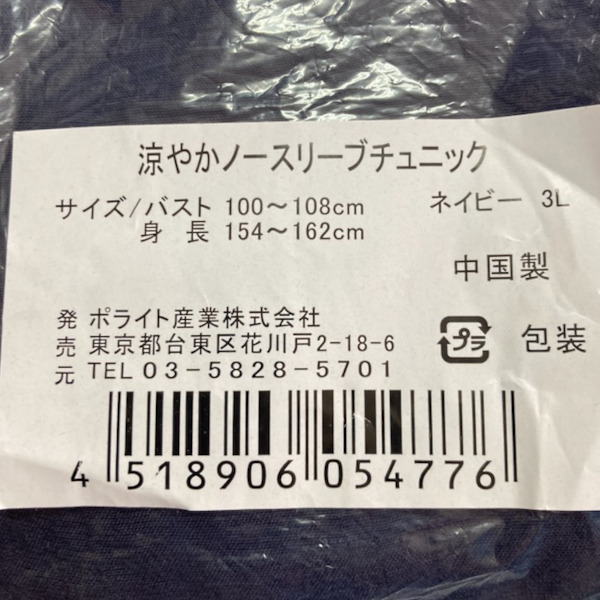 涼やかノースリーブチュニック
サイズ/バスト 100～108cm ネイビー 3L
身長 154～162cm
中国製
発売元
ポライト産業株式会社
東京都台東区花川戸2-18-6
TEL 03-5828-5701
プラ 包装
4 518906 054776